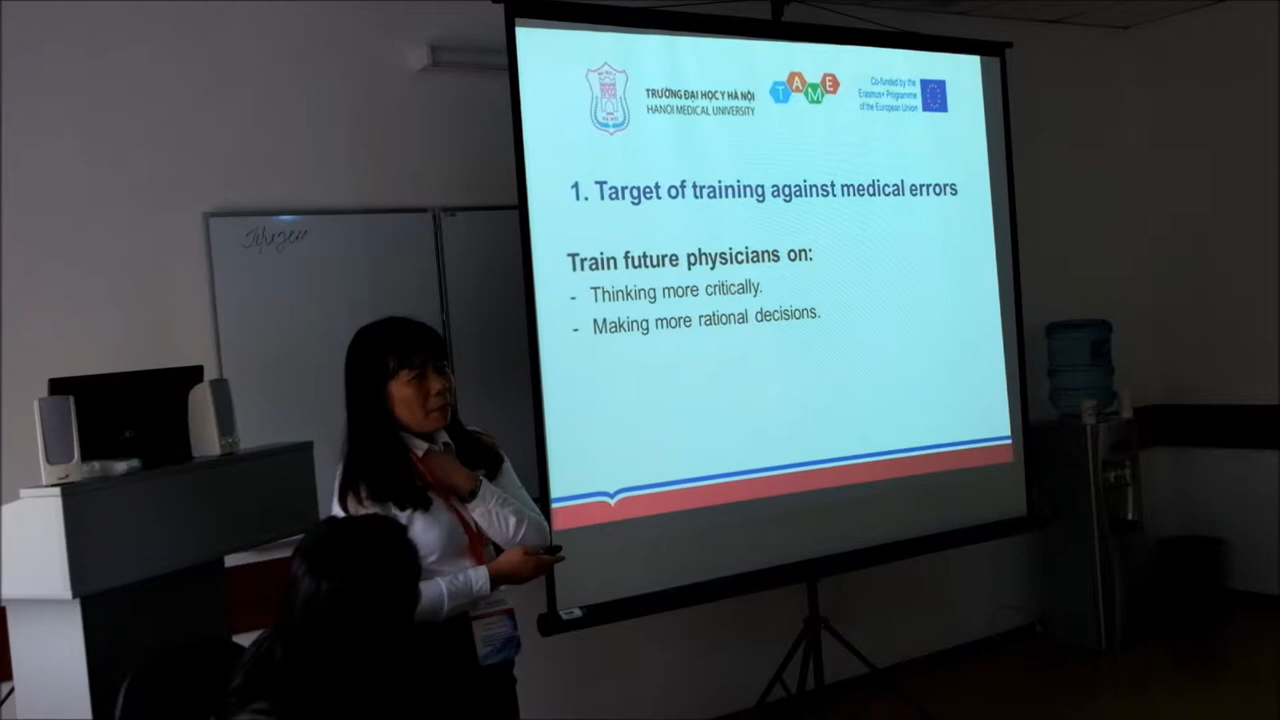 TRƯỜNG ĐẠI HỌC Y HÀ NỘI
HANOI MEDICAL UNIVERSITY
TAME
Co-funded by the
Erasmus+ Programme
of the European Union
1. Target of training against medical errors
Train future physicians on:
- Thinking more critically.
- Making more rational decisions.